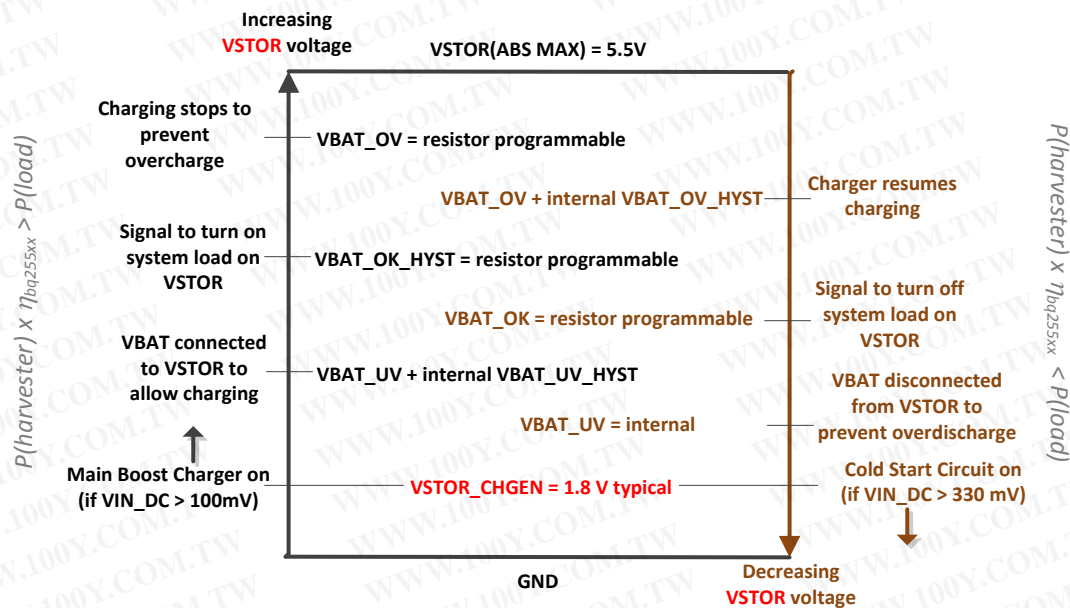 Increasing
VSTOR voltage
VSTOR(ABS MAX) = 5.5V
Charging stops to
prevent
overcharge
VBAT_OV = resistor programmable
VBAT_OV + internal VBAT_OV_HYST
Charger resumes
charging
Signal to turn on
system load on
VSTOR
VBAT_OK_HYST = resistor programmable
VBAT_OK = resistor programmable
Signal to turn off
system load on
VSTOR
VBAT connected
to VSTOR to
allow charging
VBAT_UV + internal VBAT_UV_HYST
VBAT_UV = internal
VBAT disconnected
from VSTOR to
prevent overdischarge
Main Boost Charger on
(if VIN_DC > 100mV)
VSTOR_CHGEN = 1.8 V typical
Cold Start Circuit on
(if VIN_DC > 330 mV)
GND
Decreasing
VSTOR voltage
P(harvester) x ηbq255xx > P(load)
P(harvester) x ηbq255xx < P(load)
WWW.100Y.COM.TW